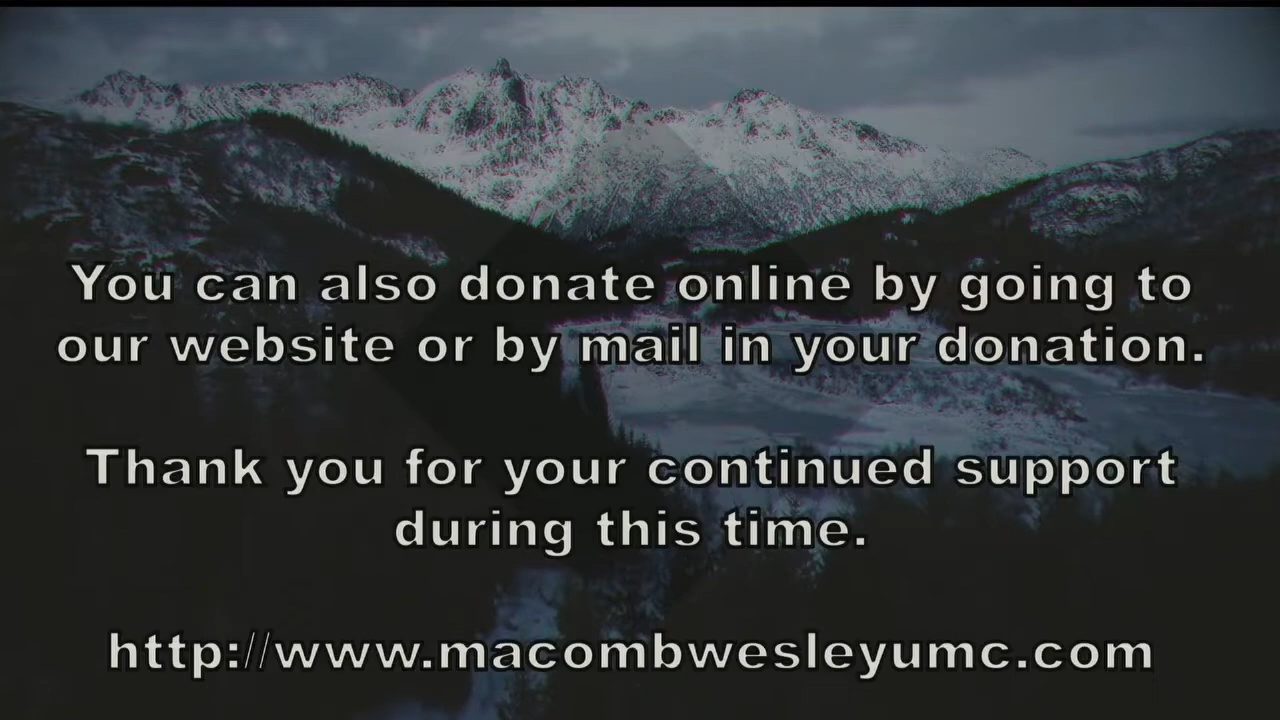 You can also donate online by going to
our website or by mail in your donation.
Thank you for your continued support
during this time.
http://www.macombwesleyumc.com